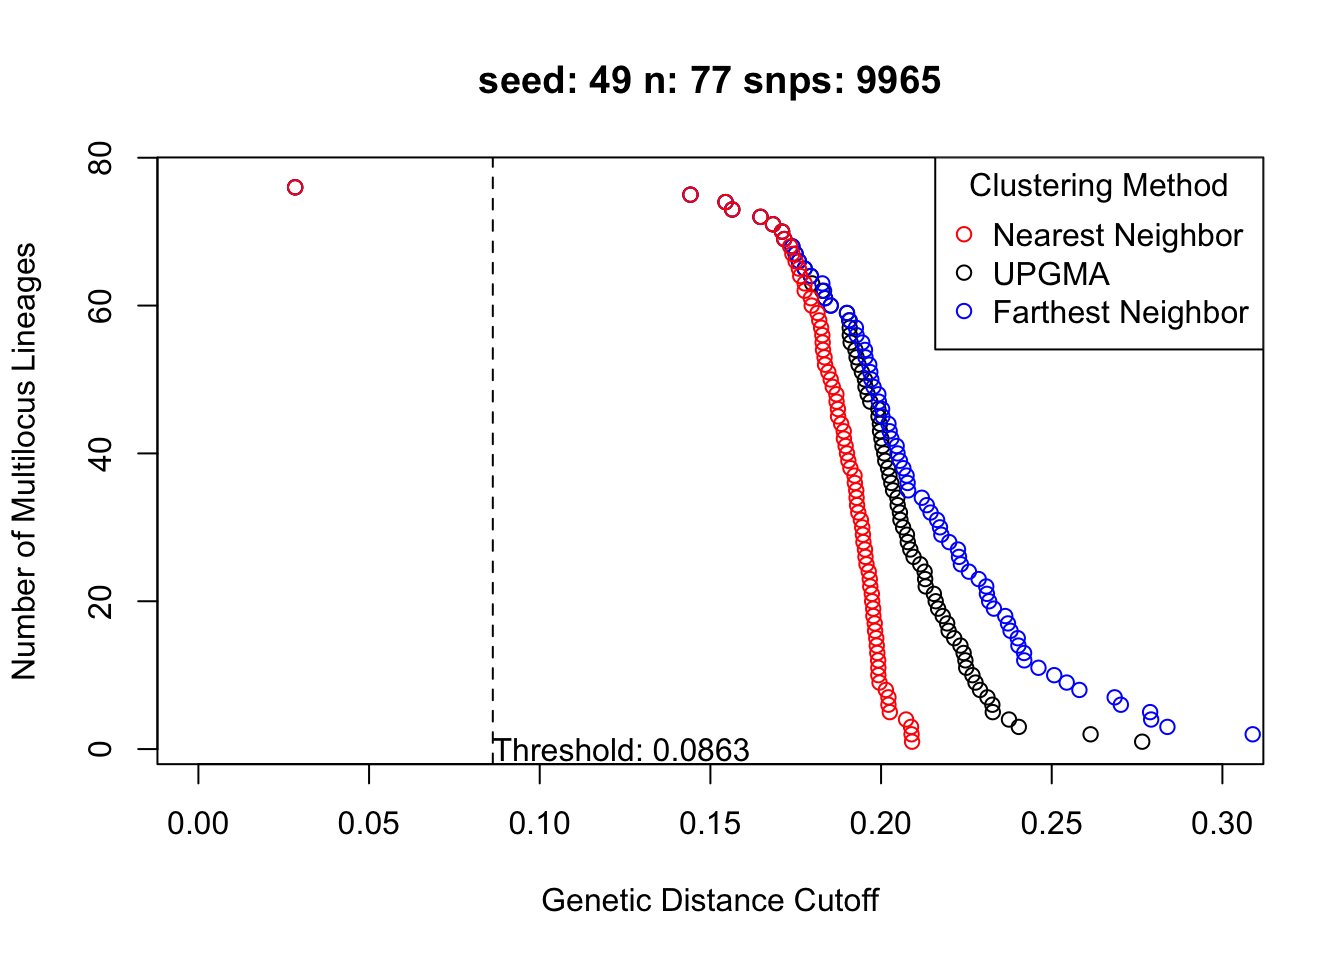 seed: 49 n: 77 snps: 9965
80
60
40
20
0
Number of Multilocus Lineages
Clustering Method
Nearest Neighbor
UPGMA
Farthest Neighbor
Threshold: 0.0863
0.00 0.05 0.10 0.15 0.20 0.25 0.30
Genetic Distance Cutoff